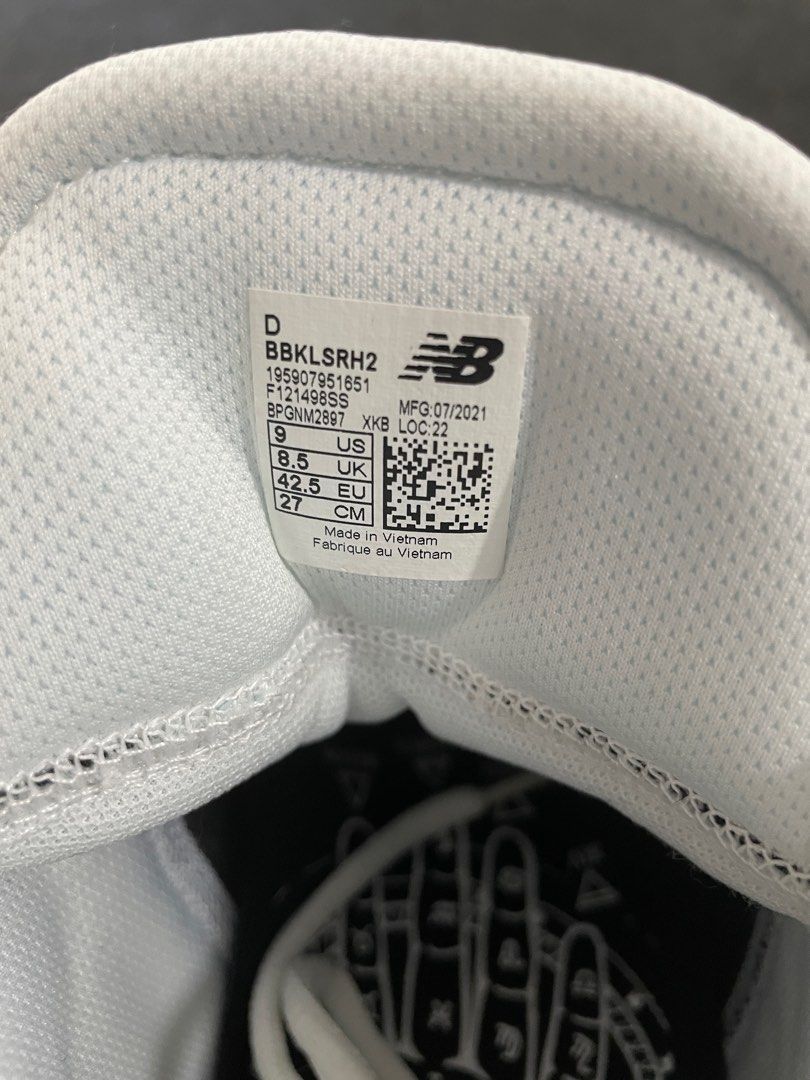 D
BBKLSRH2
195907951651
F121498SS
BPGNM2897 XKB
NB
MFG:07/2021
LOC:22
9 US
8.5 UK
42.5 EU
27 CM
Made in Vietnam
Fabrique au Vietnam